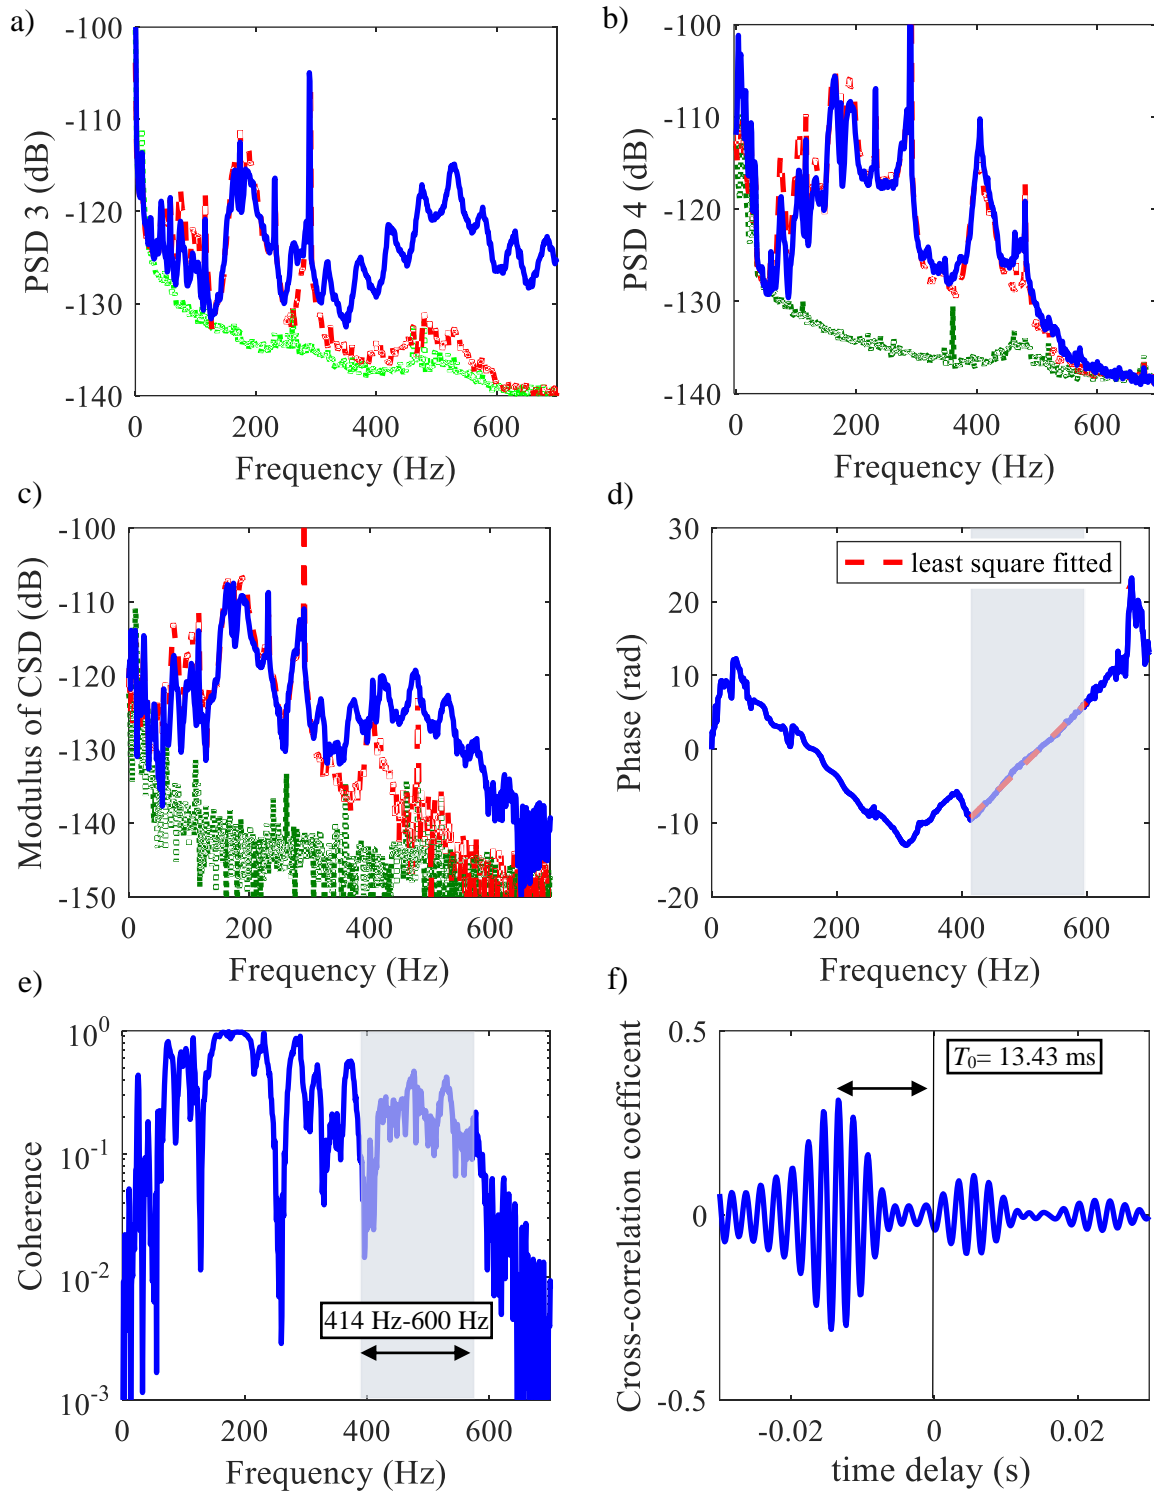 a)
-100
-110
-120
-130
-140
PSD 3 (dB)
0
200
400
600
Frequency (Hz)
b)
-100
-110
-120
-130
-140
PSD 4 (dB)
0
200
400
600
Frequency (Hz)
c)
-100
-110
-120
-130
-140
-150
Modulus of CSD (dB)
0
200
400
600
Frequency (Hz)
d)
30
20
10
0
-10
-20
Phase (rad)
least square fitted
0
200
400
600
Frequency (Hz)
e)
10^0
10^-1
10^-2
10^-3
Coherence
414 Hz-600 Hz
0
200
400
600
Frequency (Hz)
f)
0.5
0
-0.5
Cross-correlation coefficent
T0= 13.43 ms
-0.02
0
0.02
time delay (s)